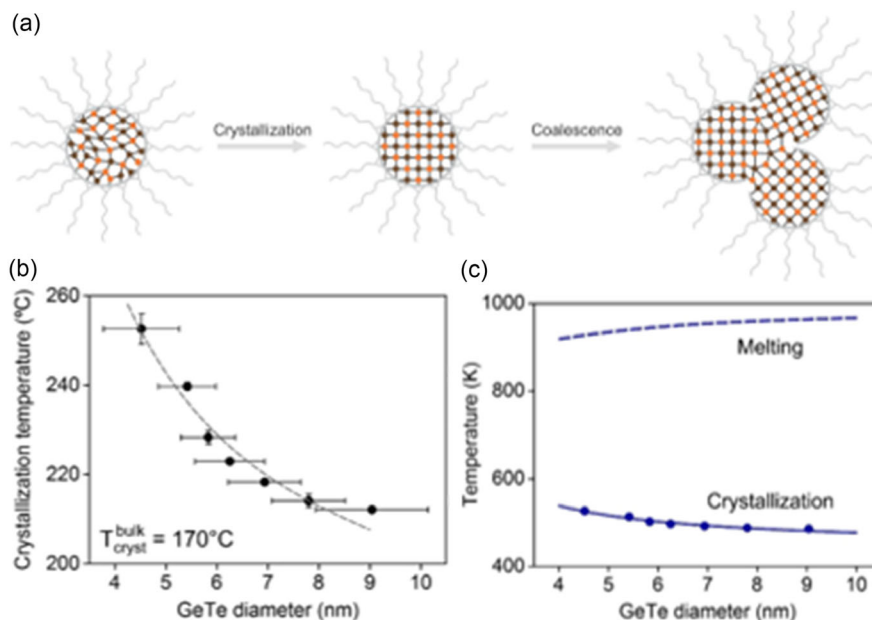 (a)
Crystallization
Coalescence
(b)
Crystallization temperature (ºC)
260
240
220
200
T_cryst^bulk = 170°C
4 5 6 7 8 9 10
GeTe diameter (nm)
(c)
Temperature (K)
1000
800
600
400
Melting
Crystallization
4 5 6 7 8 9 10
GeTe diameter (nm)